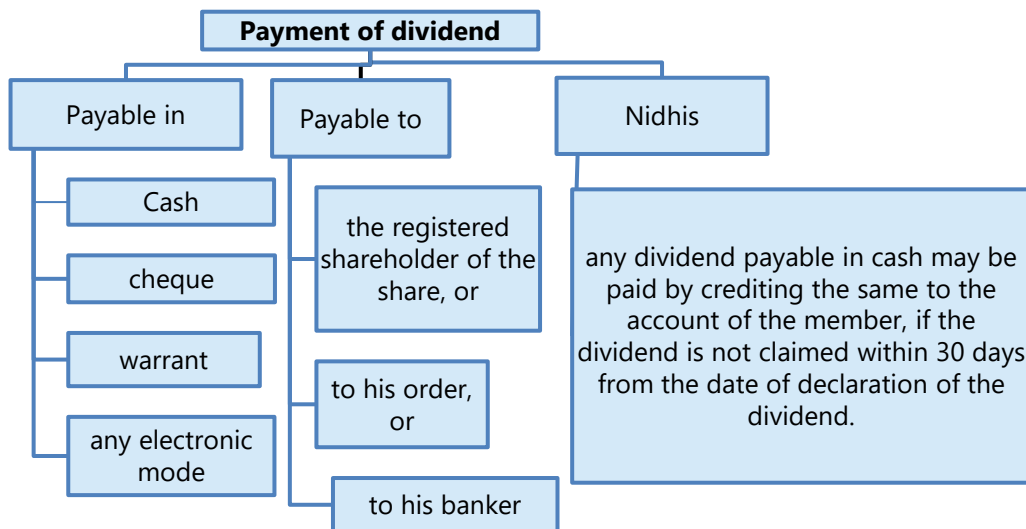 Payment of dividend
Payable in
Cash
cheque
warrant
any electronic
mode
Payable to
the registered
shareholder of the
share, or
to his order,
or
to his banker
Nidhis
any dividend payable in cash may be
paid by crediting the same to the
account of the member, if the
dividend is not claimed within 30 days
from the date of declaration of the
dividend.